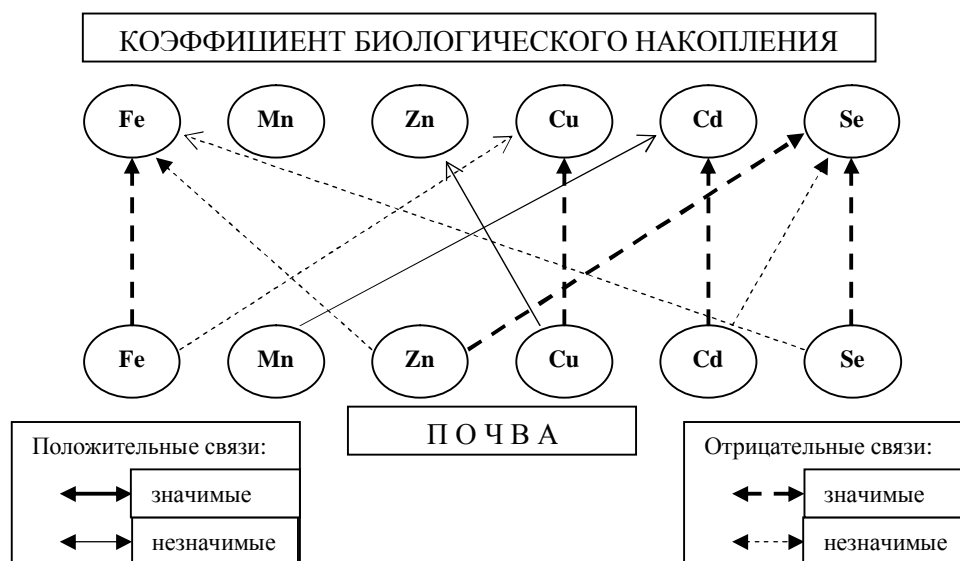 КОЭФФИЦИЕНТ БИОЛОГИЧЕСКОГО НАКОПЛЕНИЯ
Fe Mn Zn Cu Cd Se
Fe Mn Zn Cu Cd Se
П О Ч В А
Положительные связи:
значимые
незначимые
Отрицательные связи:
значимые
незначимые